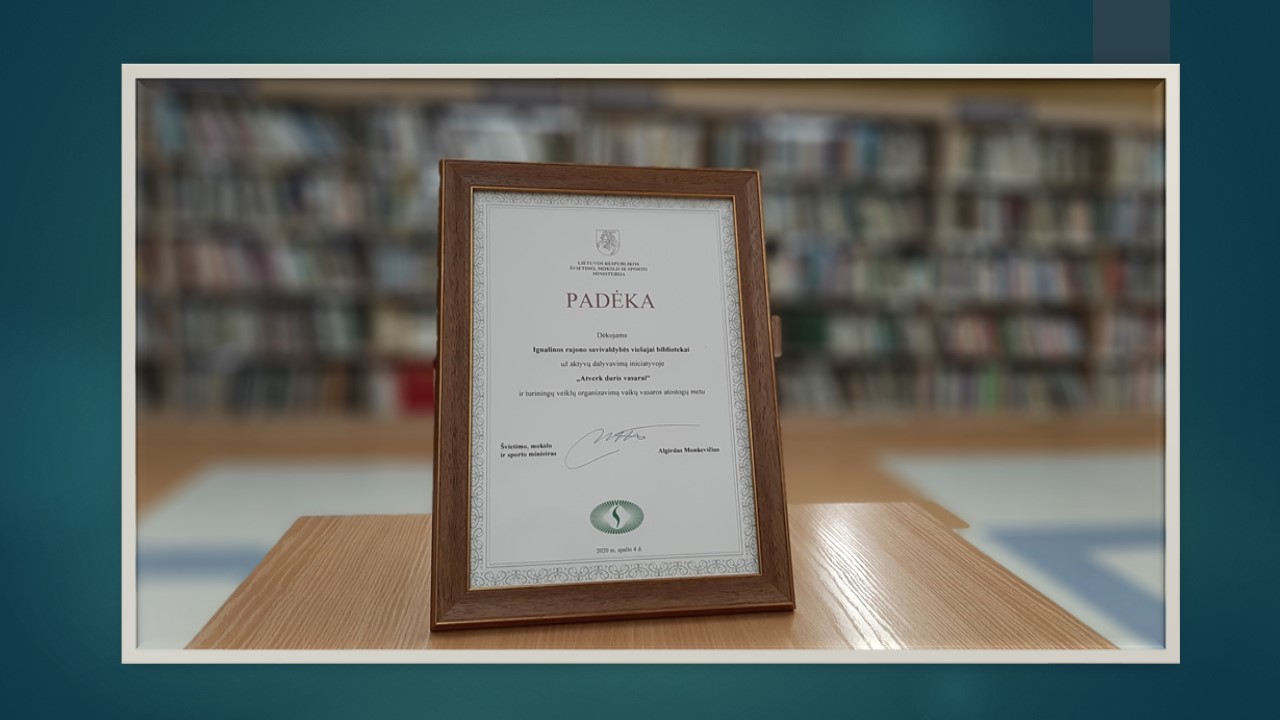 LIETUVOS RESPUBLIKOS
ŠVIETIMO, MOKSLO IR SPORTO
MINISTERIJA
PADĖKA
Dėkojame
Ignalinos rajono savivaldybės viešajai bibliotekai
už aktyvų dalyvavimą iniciatyvoje
„Atverk duris vasarai“
ir turiningų veiklų organizavimą vaikų vasaros atostogų metu
Švietimo, mokslo
ir sporto ministras
Algirdas Monkevičius
2020 m. spalio 4 d.